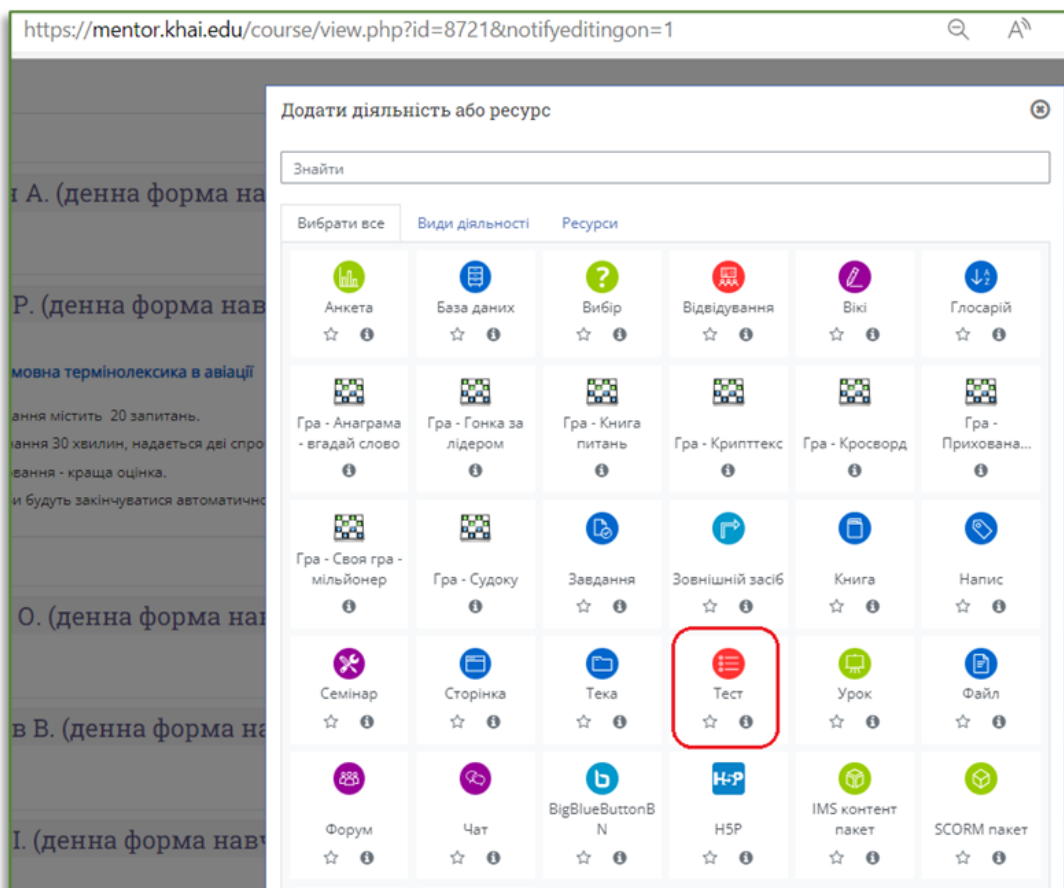 https://mentor.khai.edu/course/view.php?id=8721&notifyeditingon=1
Додати діяльність або ресурс
Знайти
А. (денна форма на
Вибрати все Види діяльності Ресурси
Анкета База даних Вибір Відвідування Вікі Глосарій
Р. (денна форма нав
мовна термінолексика в авіації
ання містить 20 запитань.
Гра - Анаграма Гра - Гонка за Гра - Книга Гра -
- вгадай слово лідером питань Гра - Крипттекс Гра - Кросворд Прихована...
ання 30 хвилин, надається дві спро
вання - краща оцінка.
и будуть закінчуватися автоматично
Гра - Своя гра -
мільйонер Гра - Судоку Завдання Зовнішній засіб Книга Напис
О. (денна форма на
Семінар Сторінка Тека Тест Урок Файл
в В. (денна форма на
H5P
BigBlueButtonB IMS контент
Форум Чат N H5P пакет SCORM пакет
І. (денна форма навч